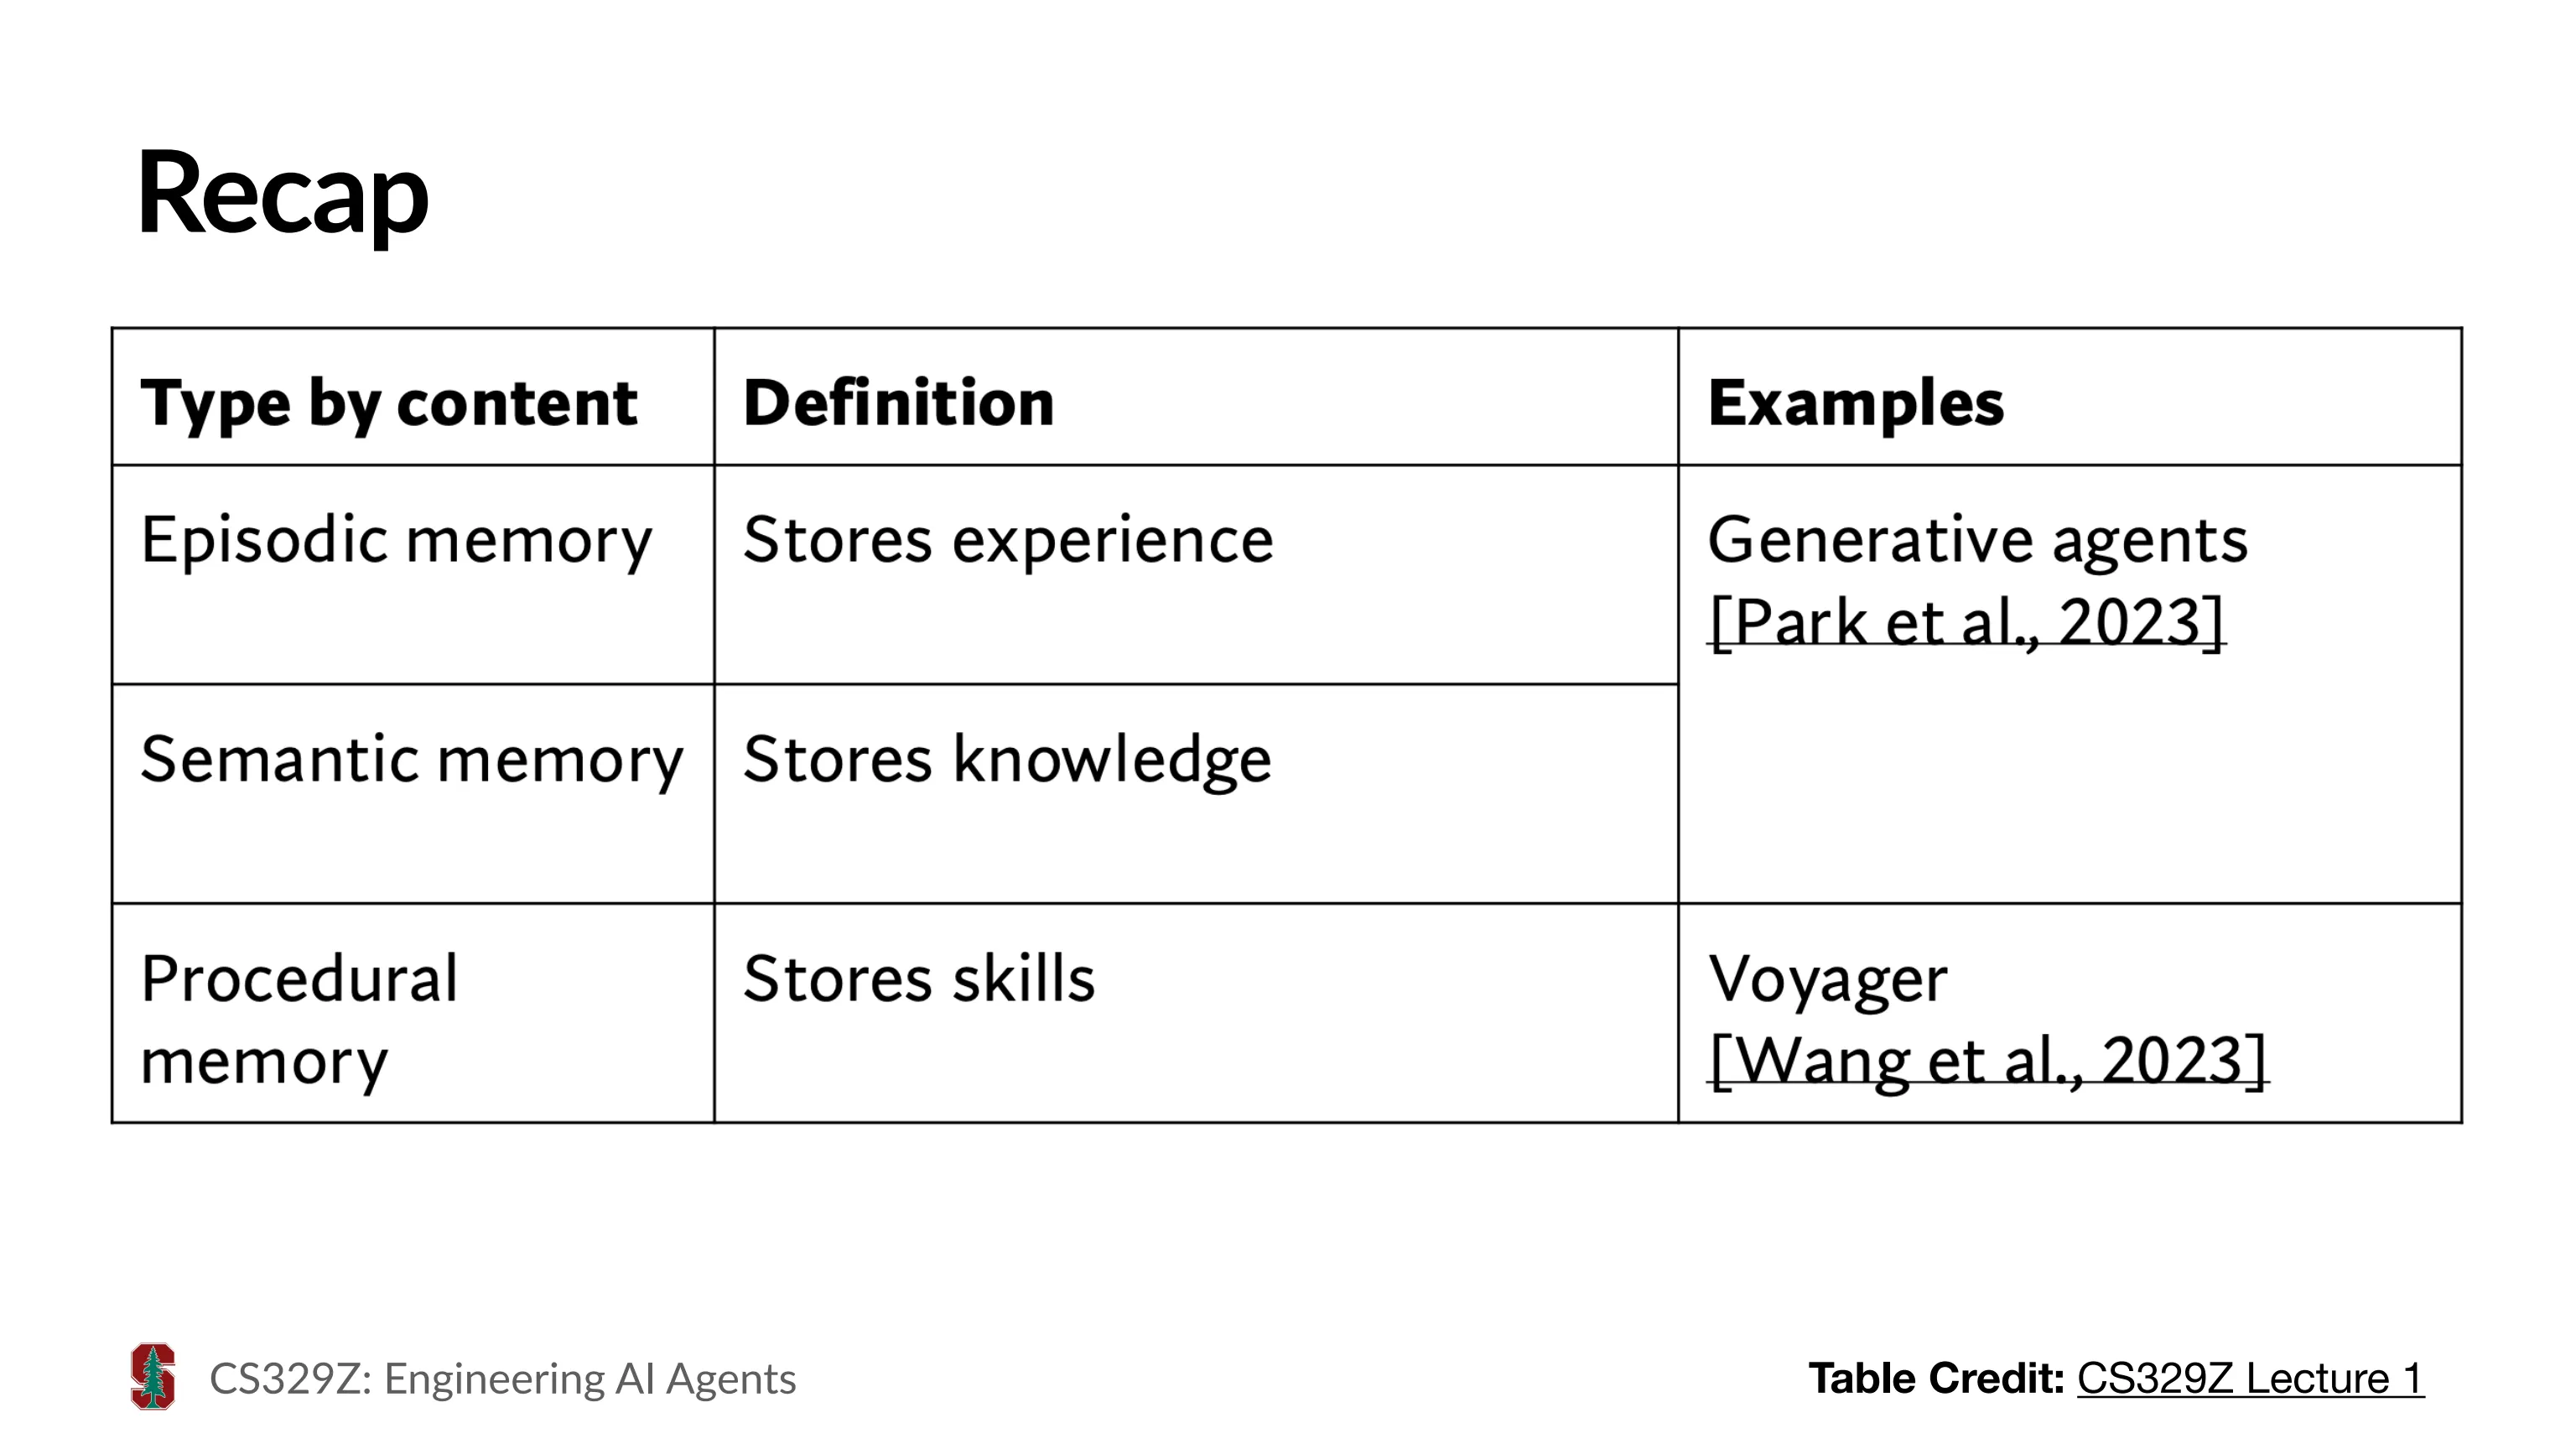 Recap
Type by content
Definition
Examples
Episodic memory
Stores experience
Generative agents
[Park et al., 2023]
Semantic memory
Stores knowledge
Procedural
memory
Stores skills
Voyager
[Wang et al., 2023]
CS329Z: Engineering AI Agents
Table Credit: CS329Z Lecture 1